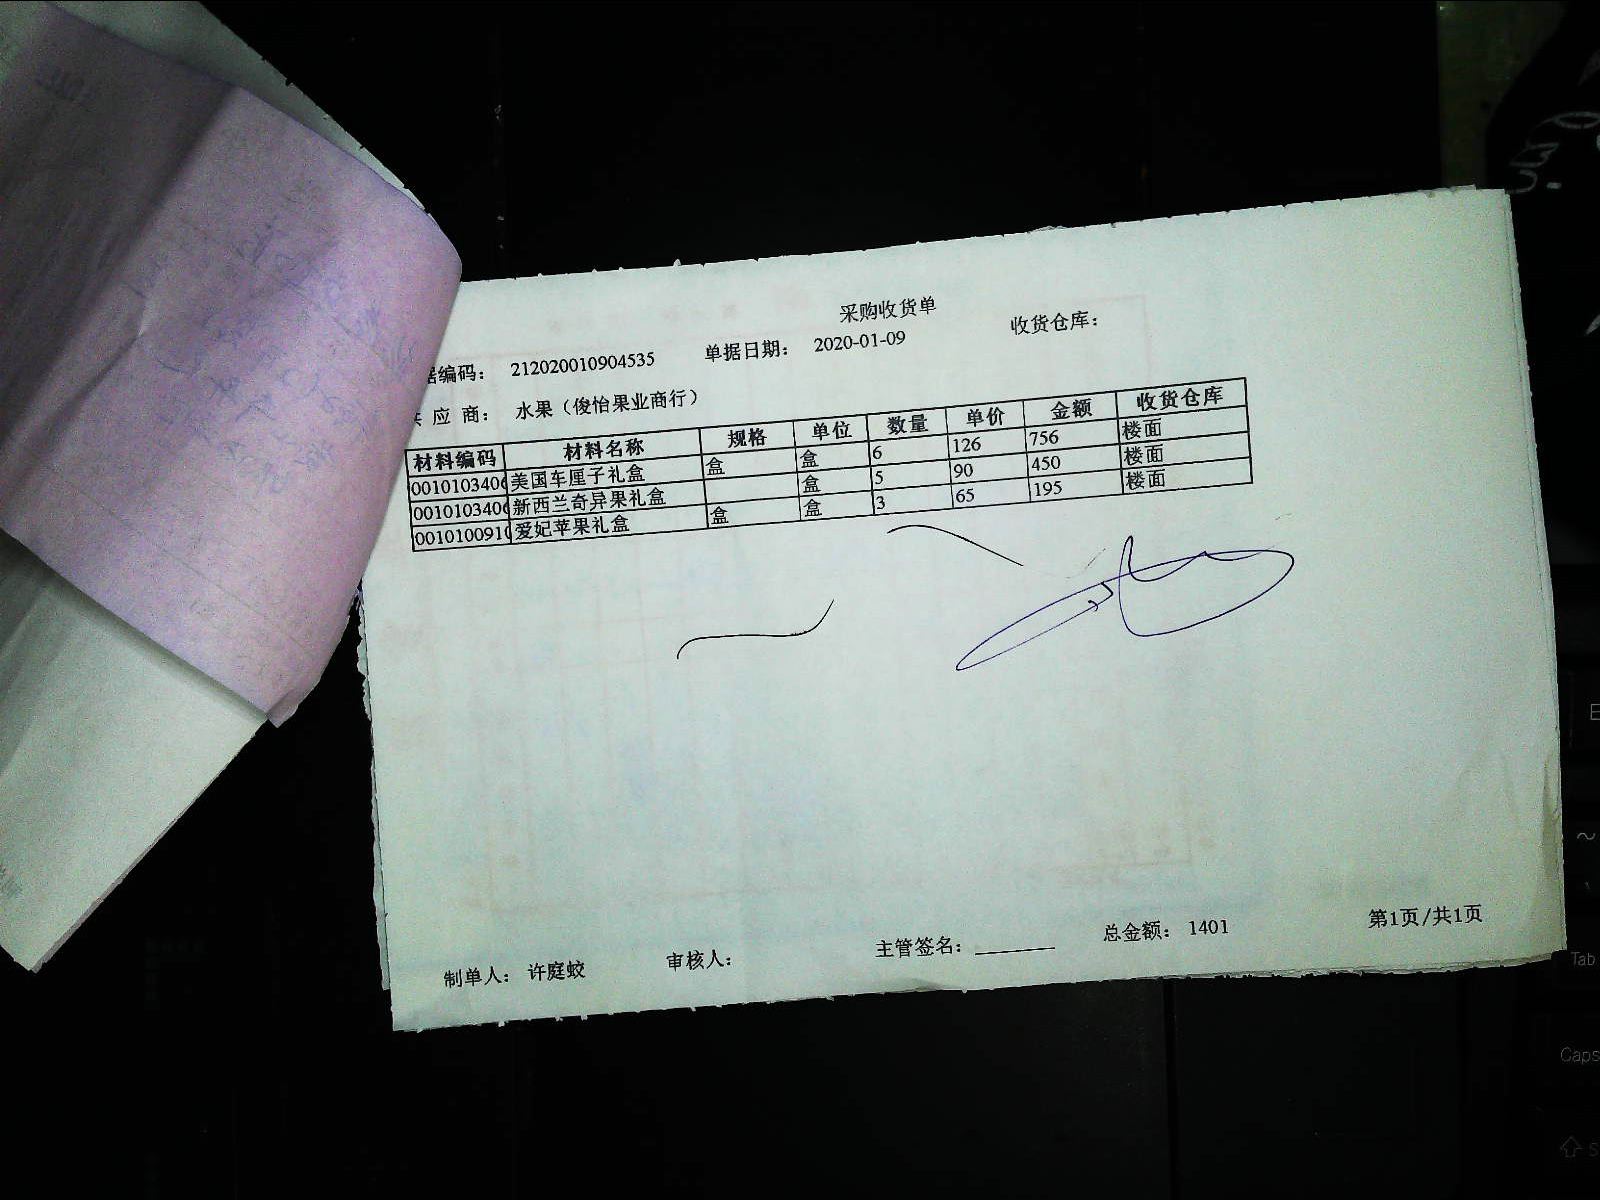 采购收货单
据编码： 212020010904535 单据日期： 2020-01-09 收货仓库：
供 应 商： 水果（俊怡果业商行）
材料编码 材料名称 规格 单位 数量 单价 金额 收货仓库
0010103406 美国车厘子礼盒 盒 盒 6 126 756 楼面
0010103406 新西兰奇异果礼盒 盒 5 90 450 楼面
0010100910 爱妃苹果礼盒 盒 盒 3 65 195 楼面
制单人： 许庭蛟 审核人： 主管签名： 总金额： 1401 第1页/共1页
Tab
Caps